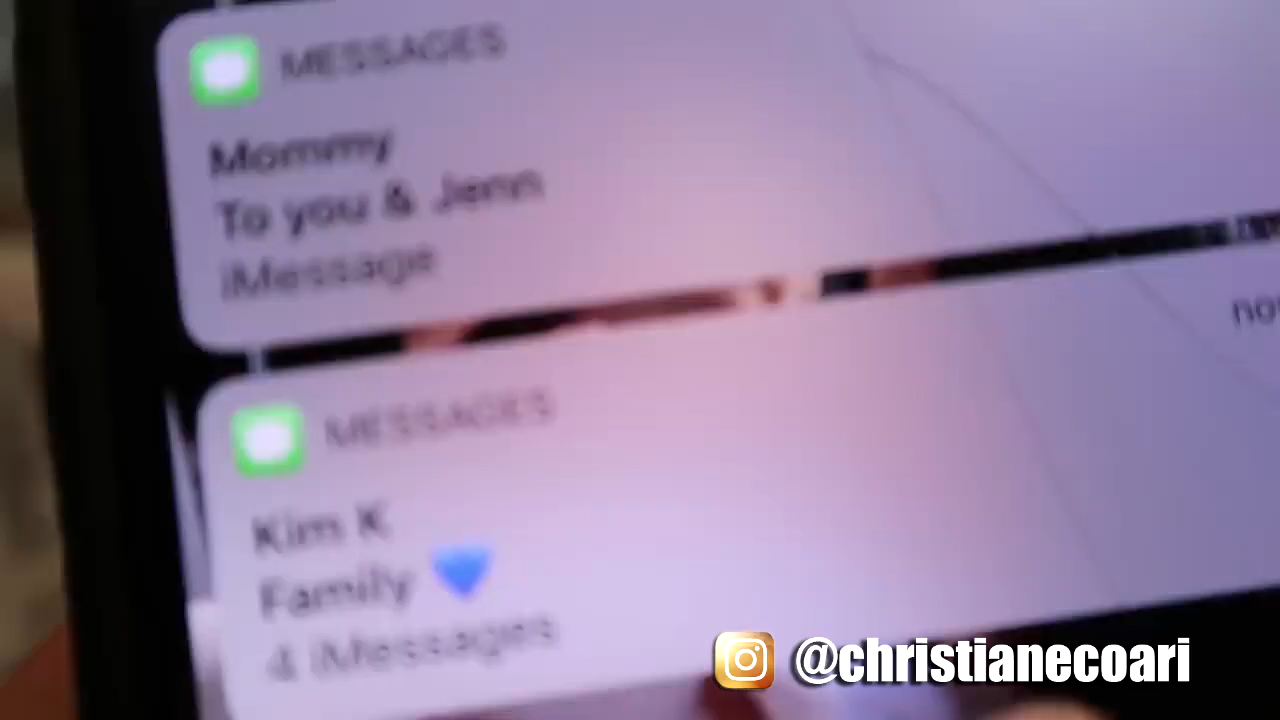 MESSAGES
Mommy
To you & Jenn
iMessage
MESSAGES
Kim K
Family 💙
4 iMessages
@christianecoari